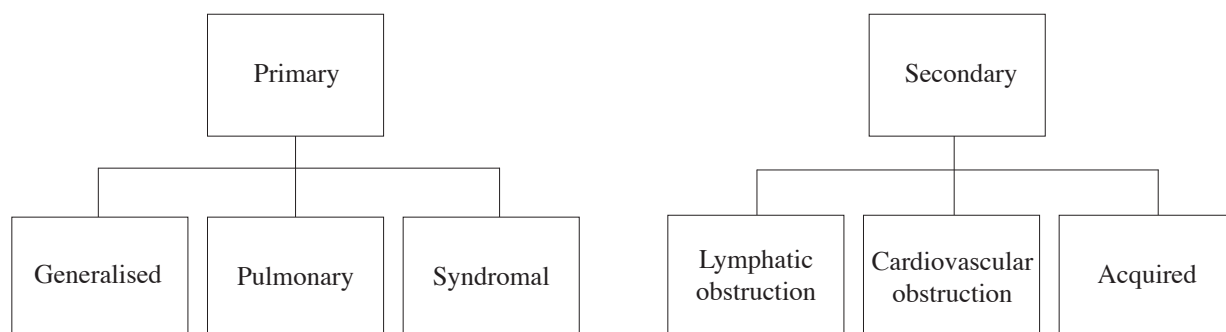 Primary
Secondary
Generalised
Pulmonary
Syndromal
Lymphatic
obstruction
Cardiovascular
obstruction
Acquired